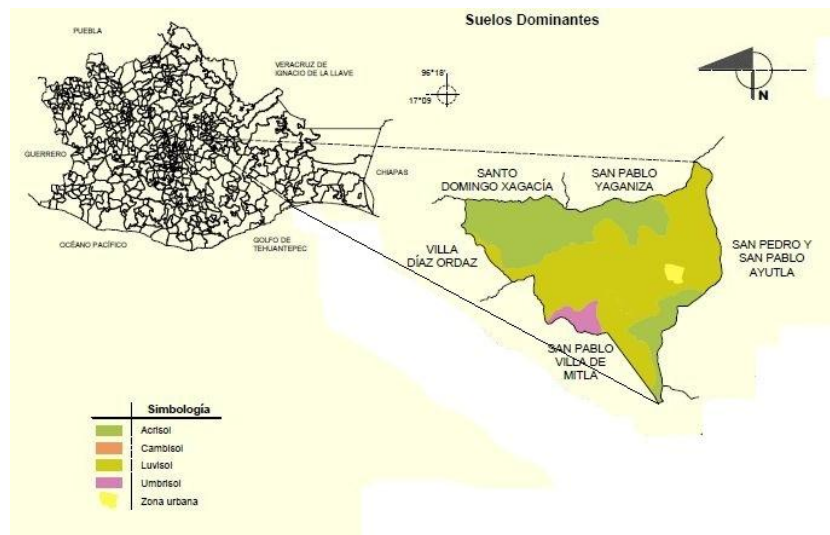 Suelos Dominantes
PUEBLA
VERACRUZ DE
IGNACIO DE LA LLAVE
96°18'
17°09
N
GUERRERO
CHIAPAS
OCÉANO PACÍFICO
GOLFO DE
TEHUANTEPEC
SANTO
DOMINGO XAGACÍA
SAN PABLO
YAGANIZA
VILLA
DÍAZ ORDAZ
SAN PEDRO Y
SAN PABLO
AYUTLA
SAN PABLO
VILLA DE
MITLA
Simbología
Acrisol
Cambisol
Luvisol
Umbrisol
Zona urbana